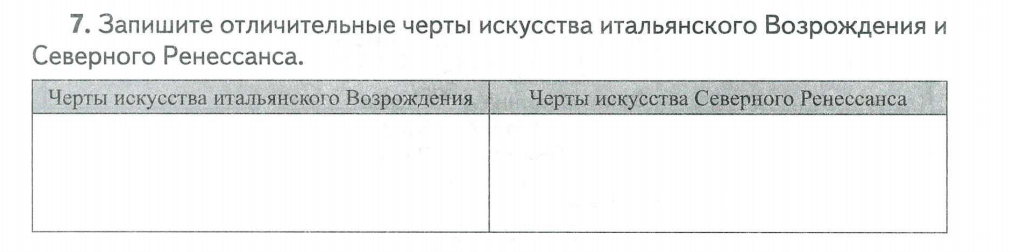 7. Запишите отличительные черты искусства итальянского Возрождения и
Северного Ренессанса.
Черты искусства итальянского Возрождения
Черты искусства Северного Ренессанса